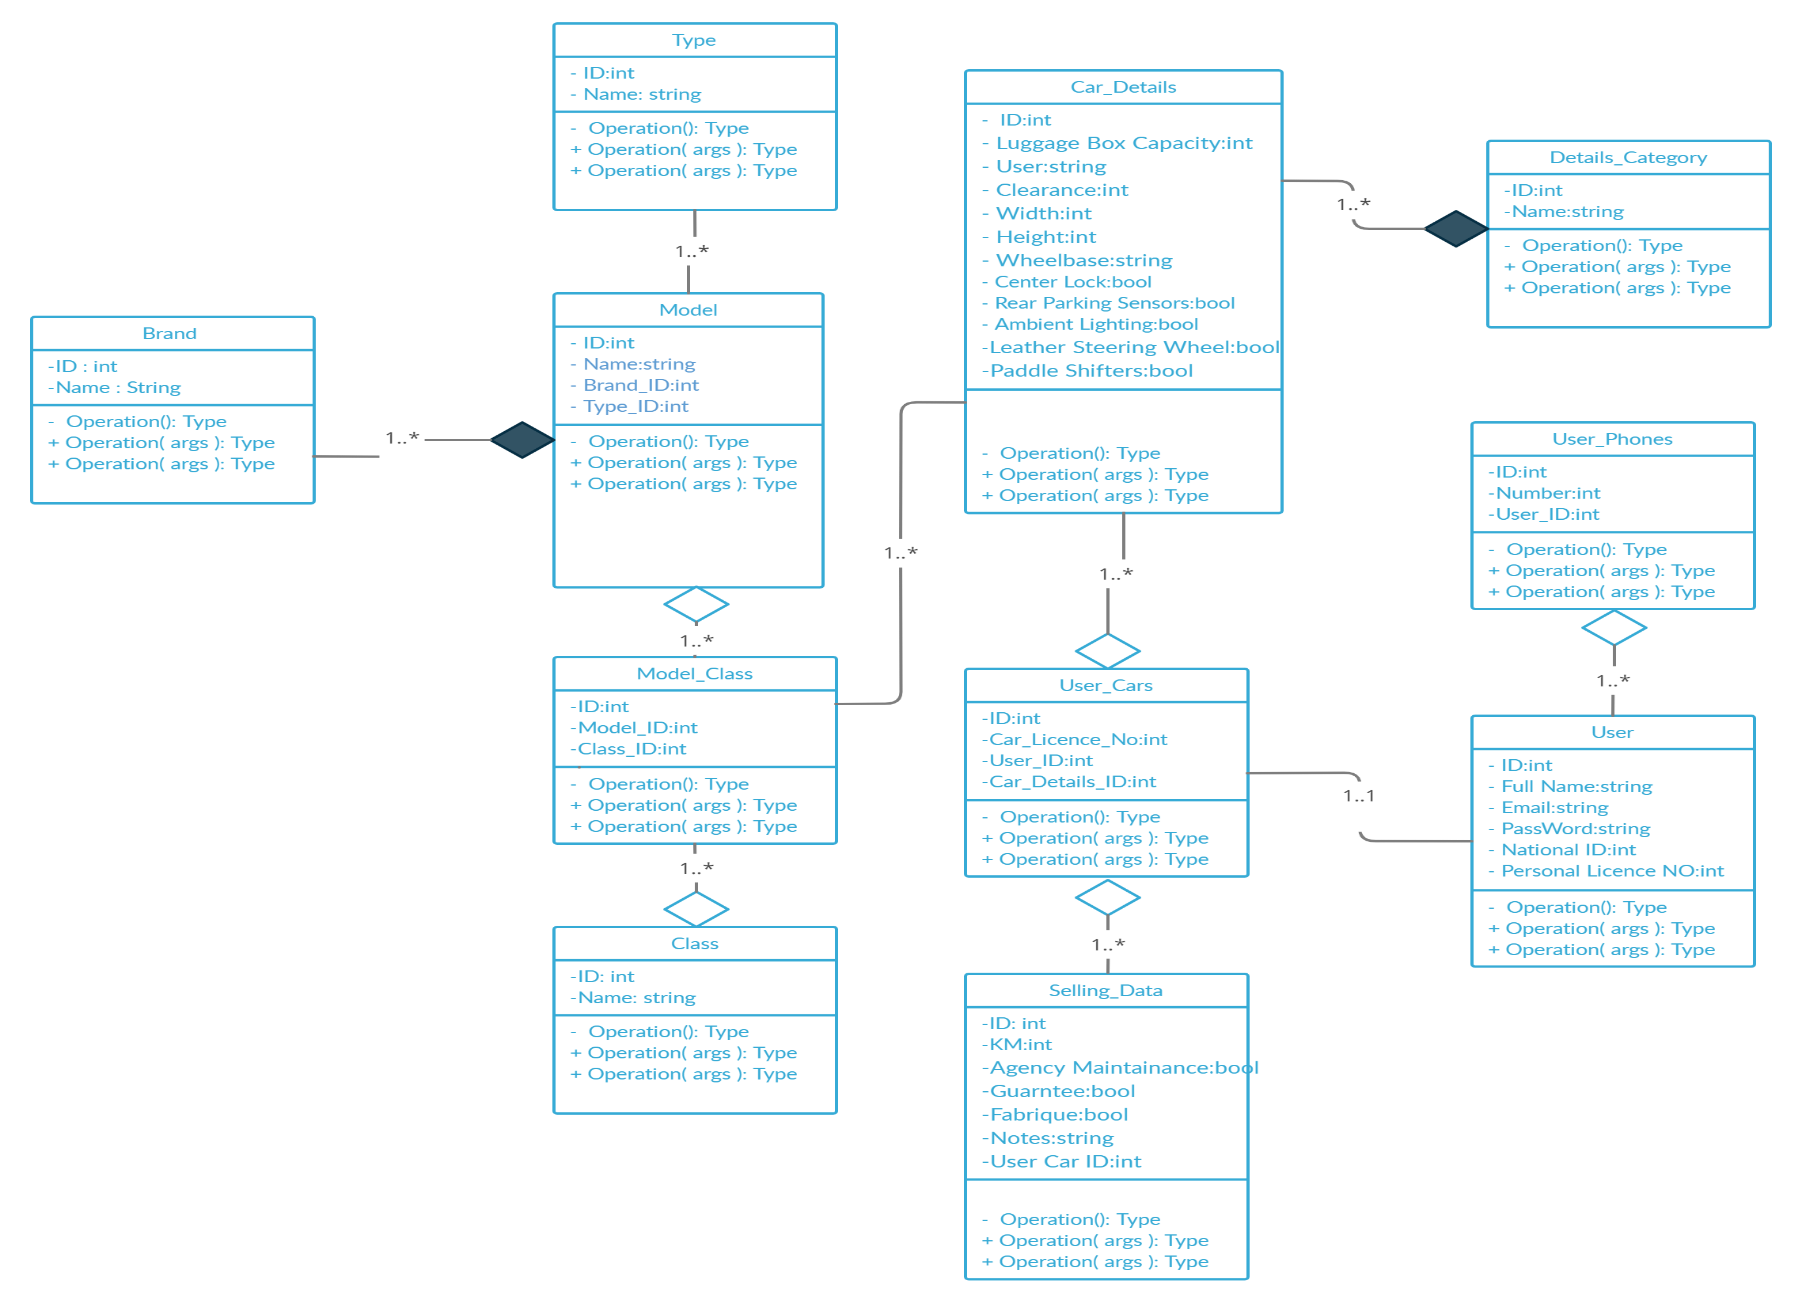 Type
- ID:int
- Name: string
- Operation(): Type
+ Operation( args ): Type
+ Operation( args ): Type
1..*
Brand
-ID : int
-Name : String
- Operation(): Type
+ Operation( args ): Type
+ Operation( args ): Type
1..*
Model
- ID:int
- Name:string
- Brand_ID:int
- Type_ID:int
- Operation(): Type
+ Operation( args ): Type
+ Operation( args ): Type
1..*
Model_Class
-ID:int
-Model_ID:int
-Class_ID:int
- Operation(): Type
+ Operation( args ): Type
+ Operation( args ): Type
1..*
Class
-ID: int
-Name: string
- Operation(): Type
+ Operation( args ): Type
+ Operation( args ): Type
1..*
Car_Details
- ID:int
- Luggage Box Capacity:int
- User:string
- Clearance:int
- Width:int
- Height:int
- Wheelbase:string
- Center Lock:bool
- Rear Parking Sensors:bool
- Ambient Lighting:bool
-Leather Steering Wheel:bool
-Paddle Shifters:bool
- Operation(): Type
+ Operation( args ): Type
+ Operation( args ): Type
1..*
User_Cars
-ID:int
-Car_Licence_No:int
-User_ID:int
-Car_Details_ID:int
- Operation(): Type
+ Operation( args ): Type
+ Operation( args ): Type
1..*
Selling_Data
-ID: int
-KM:int
-Agency Maintainance:bool
-Guarntee:bool
-Fabrique:bool
-Notes:string
-User Car ID:int
- Operation(): Type
+ Operation( args ): Type
+ Operation( args ): Type
1..*
Details_Category
-ID:int
-Name:string
- Operation(): Type
+ Operation( args ): Type
+ Operation( args ): Type
User_Phones
-ID:int
-Number:int
-User_ID:int
- Operation(): Type
+ Operation( args ): Type
+ Operation( args ): Type
1..*
1..1
User
- ID:int
- Full Name:string
- Email:string
- PassWord:string
- National ID:int
- Personal Licence NO:int
- Operation(): Type
+ Operation( args ): Type
+ Operation( args ): Type